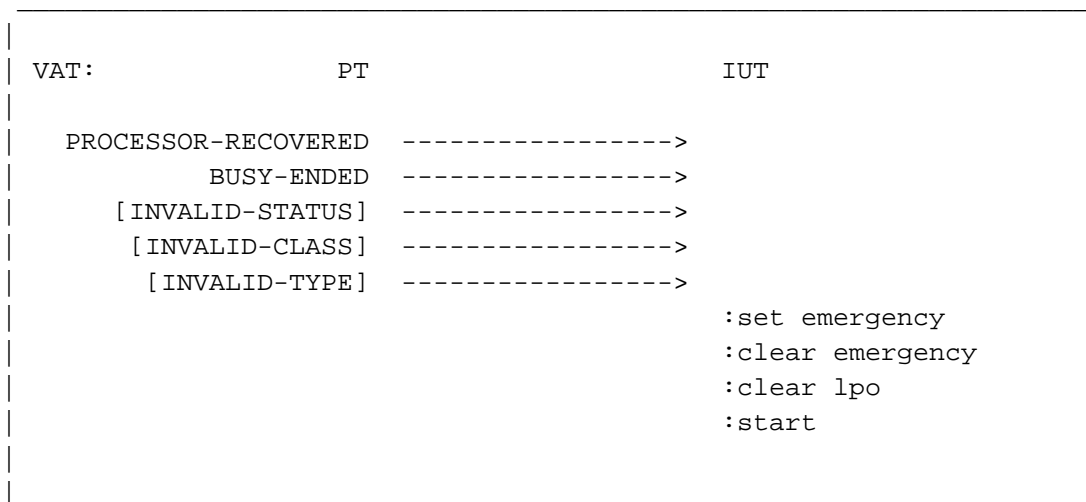 VAT: PT IUT
PROCESSOR-RECOVERED ----------------->
BUSY-ENDED ----------------->
[INVALID-STATUS] ----------------->
[INVALID-CLASS] ----------------->
[INVALID-TYPE] ----------------->
:set emergency
:clear emergency
:clear lpo
:start